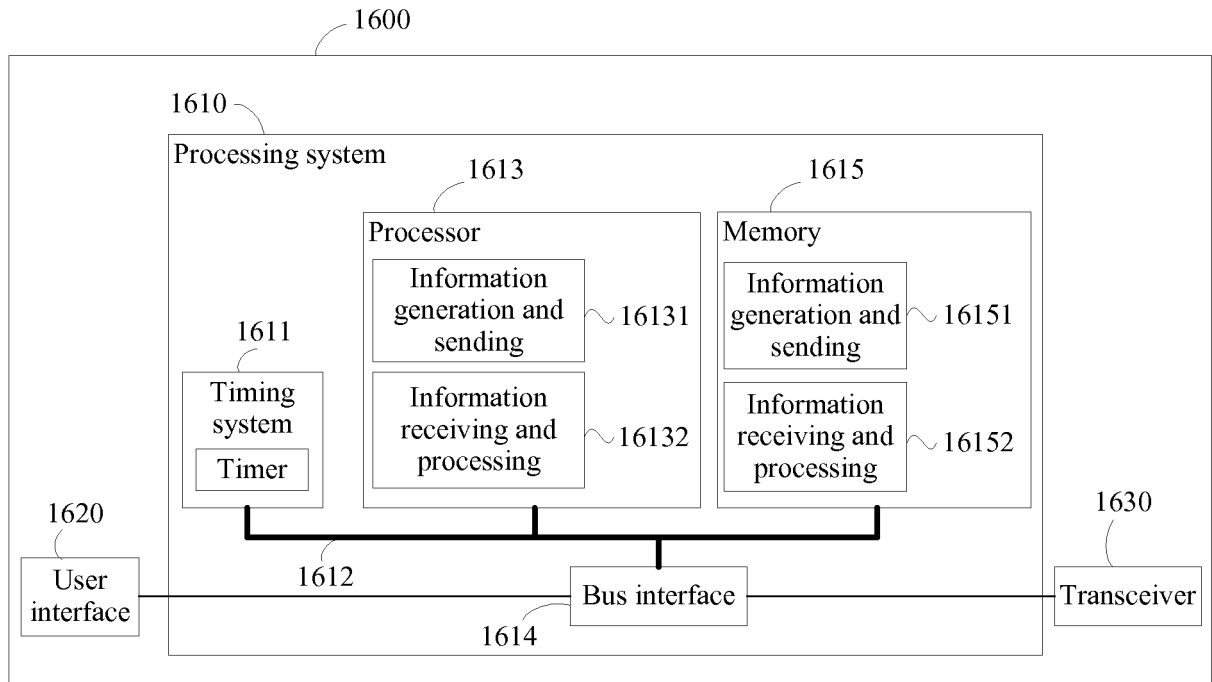 1600
1610
Processing system
1613
1615
Processor
Memory
Information
generation and
sending
16131
Information
generation and
sending
16151
1611
Timing
system
Timer
Information
receiving and
processing
16132
Information
receiving and
processing
16152
1620
1630
1612
User
interface
Bus interface
Transceiver
1614